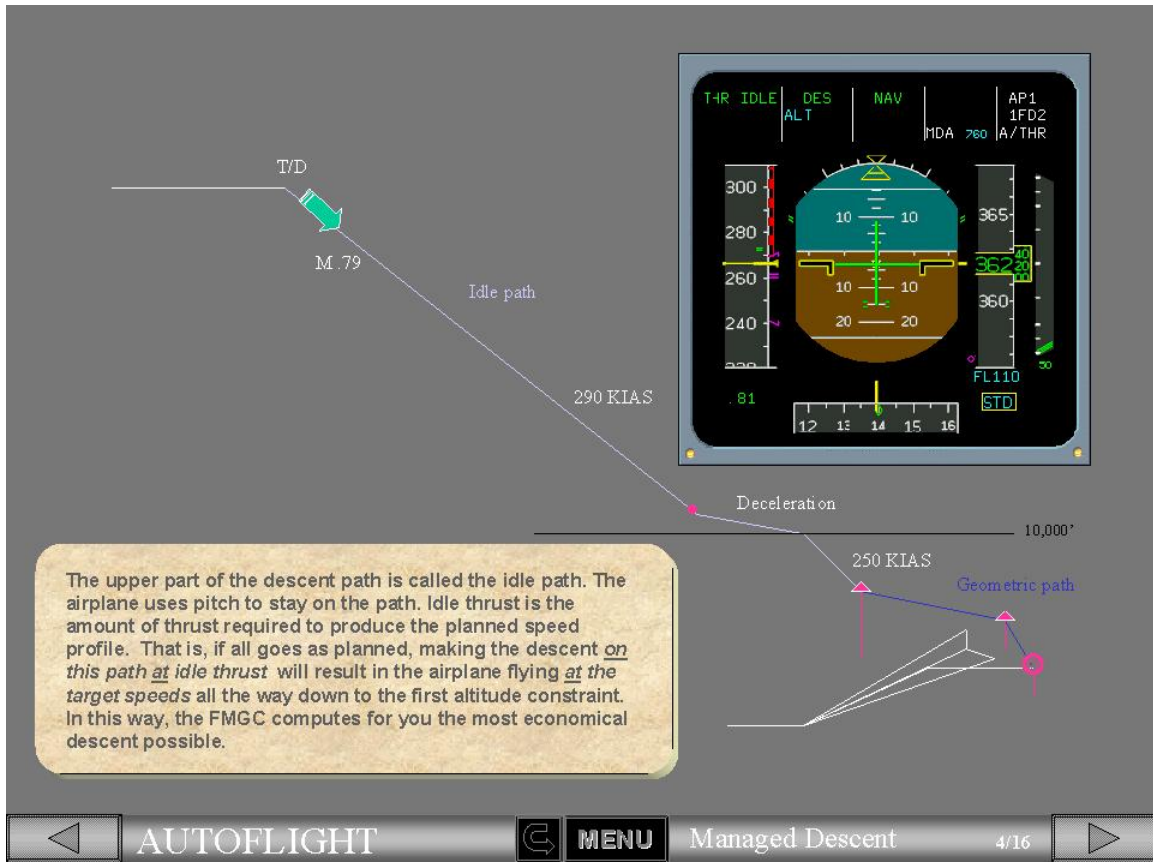 THR IDLE DES NAV AP1
ALT 1FD2
MDA 760 A/THR
T/D
M .79
Idle path
290 KIAS
300
280
260
240
.81
10 10
10 10
20 20
365
362
40
20
00
360
50
FL110
STD
12 13 14 15 16
Deceleration
10,000'
250 KIAS
Geometric path
The upper part of the descent path is called the idle path. The
airplane uses pitch to stay on the path. Idle thrust is the
amount of thrust required to produce the planned speed
profile. That is, if all goes as planned, making the descent on
this path at idle thrust will result in the airplane flying at the
target speeds all the way down to the first altitude constraint.
In this way, the FMGC computes for you the most economical
descent possible.
AUTOFLIGHT MENU Managed Descent 4/16